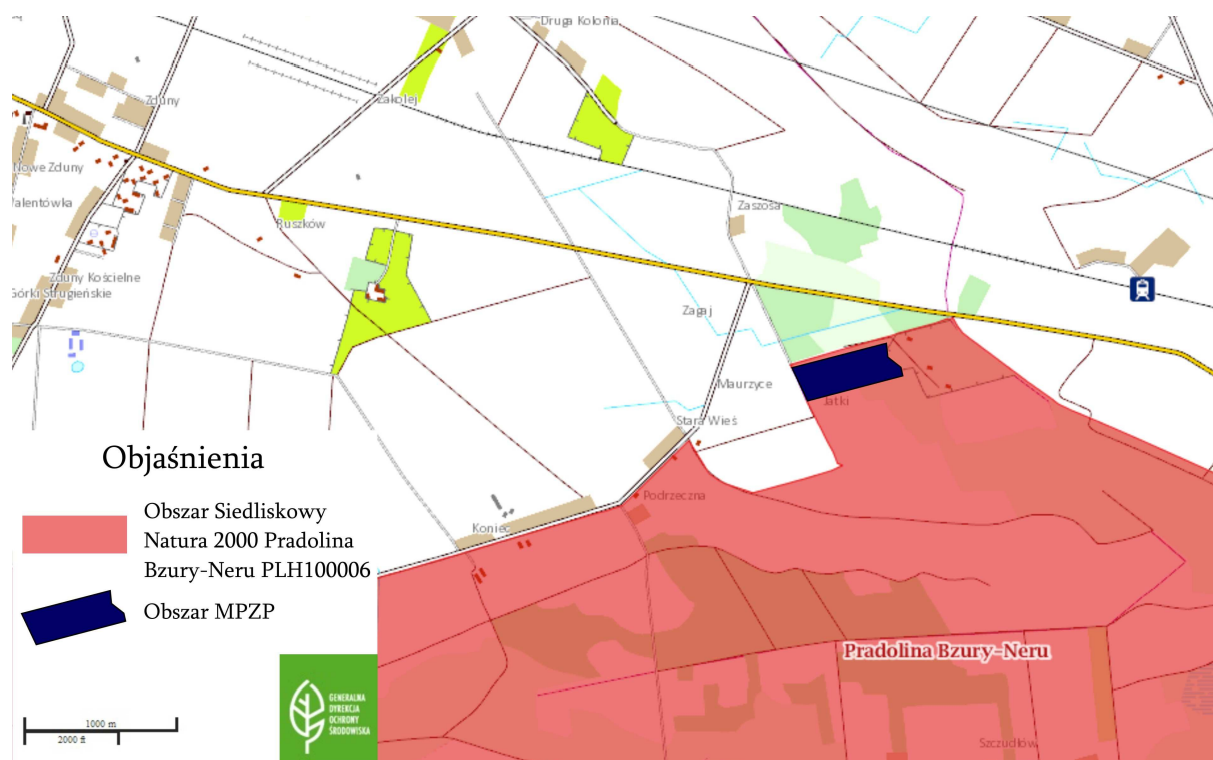 Druga Kolonia
Zduny
Zakolej
Nowe Zduny
Walentówka
Ruszków
Zaszosa
Zduny Kościelne
Górki Strugieńskie
Zagaj
Maurzyce
Jatki
Stara Wieś
Podrzeczna
Koniec
Pradolina Bzury-Neru
Szczudłów
Objaśnienia
Obszar Siedliskowy
Natura 2000 Pradolina
Bzury-Neru PLH100006
Obszar MPZP
GENERALNA
DYREKCJA
OCHRONY
ŚRODOWISKA
1000 m
2000 ft